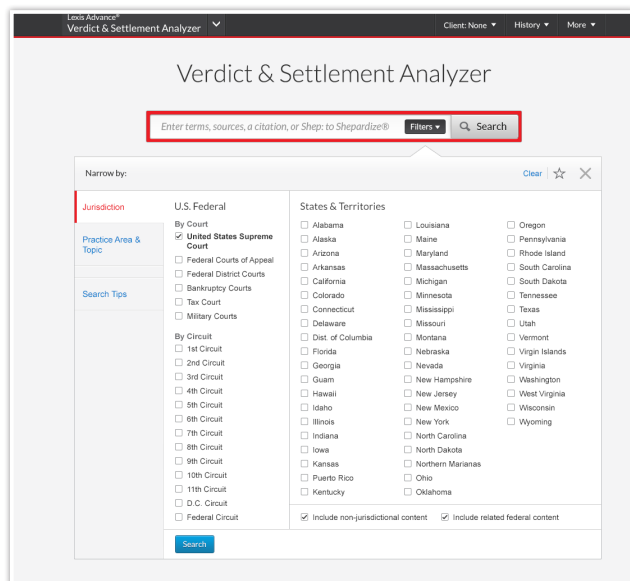 Lexis Advance®
Verdict & Settlement Analyzer
Client: None ▼
History ▼
More ▼
Verdict & Settlement Analyzer
Enter terms, sources, a citation, or Shep: to Shepardize®
Filters ▾
Search
Narrow by:
Clear
Jurisdiction
Practice Area &
Topic
Search Tips
U.S. Federal
By Court
United States Supreme
Court
Federal Courts of Appeal
Federal District Courts
Bankruptcy Courts
Tax Court
Military Courts
By Circuit
1st Circuit
2nd Circuit
3rd Circuit
4th Circuit
5th Circuit
6th Circuit
7th Circuit
8th Circuit
9th Circuit
10th Circuit
11th Circuit
D.C. Circuit
Federal Circuit
States & Territories
Alabama
Alaska
Arizona
Arkansas
California
Colorado
Connecticut
Delaware
Dist. of Columbia
Florida
Georgia
Guam
Hawaii
Idaho
Illinois
Indiana
Iowa
Kansas
Puerto Rico
Kentucky
Louisiana
Maine
Maryland
Massachusetts
Michigan
Minnesota
Mississippi
Missouri
Montana
Nebraska
Nevada
New Hampshire
New Jersey
New Mexico
New York
North Carolina
North Dakota
Northern Marianas
Ohio
Oklahoma
Oregon
Pennsylvania
Rhode Island
South Carolina
South Dakota
Tennessee
Texas
Utah
Vermont
Virgin Islands
Virginia
Washington
West Virginia
Wisconsin
Wyoming
Include non-jurisdictional content
Include related federal content
Search